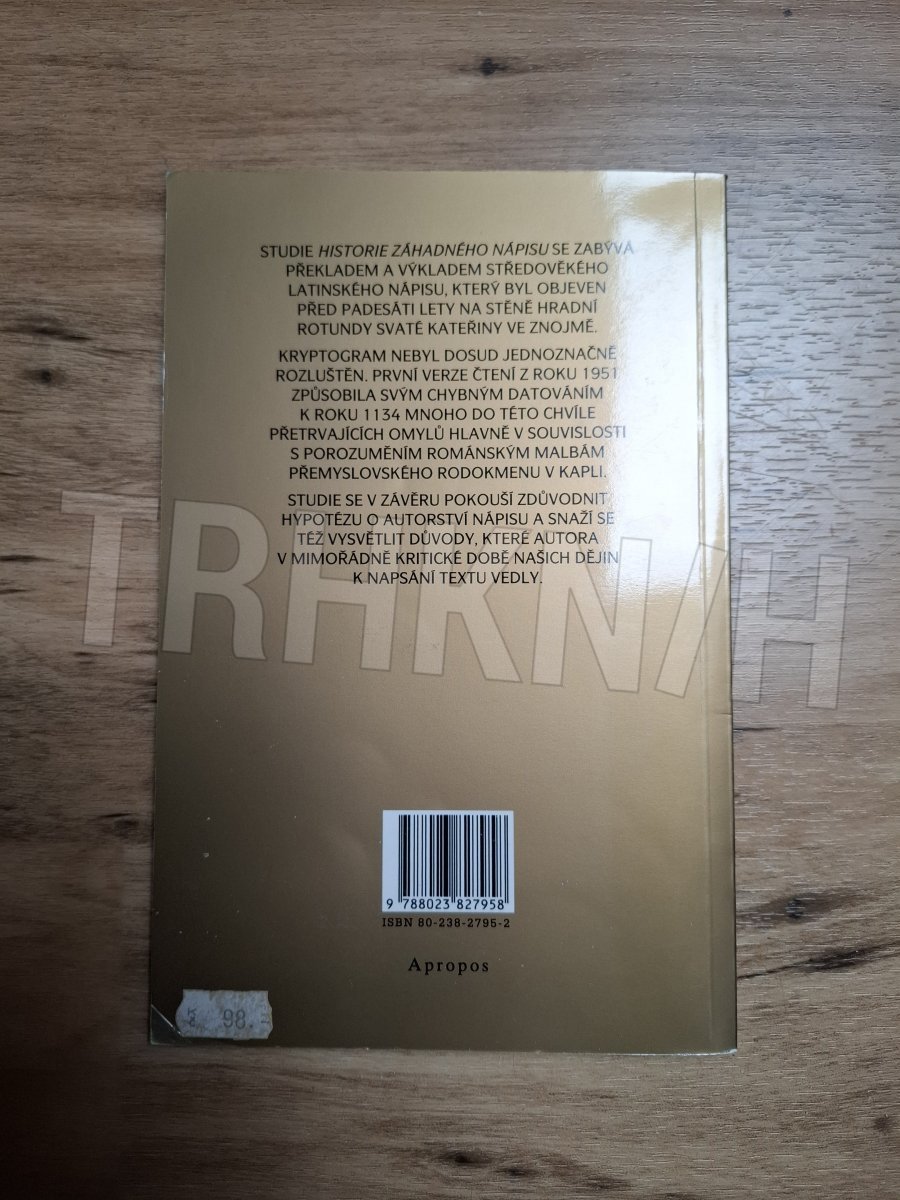 STUDIE HISTORIE ZÁHADNÉHO NÁPISU SE ZABÝVÁ
PŘEKLADEM A VÝKLADEM STŘEDOVĚKÉHO
LATINSKÉHO NÁPISU, KTERÝ BYL OBJEVEN
PŘED PADESÁTI LETY NA STĚNĚ HRADNÍ
ROTUNDY SVATÉ KATEŘINY VE ZNOJMĚ.
KRYPTOGRAM NEBYL DOSUD JEDNOZNAČNĚ
ROZLUŠTĚN. PRVNÍ VERZE ČTENÍ Z ROKU 1951
ZPŮSOBILA SVÝM CHYBNÝM DATOVÁNÍM
K ROKU 1134 MNOHO DO TÉTO CHVÍLE
PŘETRVAJÍCÍCH OMYLŮ HLAVNĚ V SOUVISLOSTI
S POROZUMĚNÍM ROMÁNSKÝM MALBÁM
PŘEMYSLOVSKÉHO RODOKMENU V KAPLI.
STUDIE SE V ZÁVĚRU POKOUŠÍ ZDŮVODNIT
HYPOTÉZU O AUTORSTVÍ NÁPISU A SNAŽÍ SE
TÉŽ VYSVĚTLIT DŮVODY, KTERÉ AUTORA
V MIMOŘÁDNĚ KRITICKÉ DOBĚ NAŠICH DĚJIN
K NAPSÁNÍ TEXTU VEDLY.
TRHKNIH
9 788023 827958
ISBN 80-238-2795-2
Apropos
Kč 98.